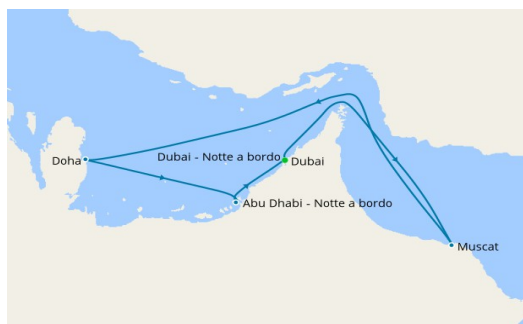 Dubai - Notte a bordo
Doha
Dubai
Abu Dhabi - Notte a bordo
Muscat